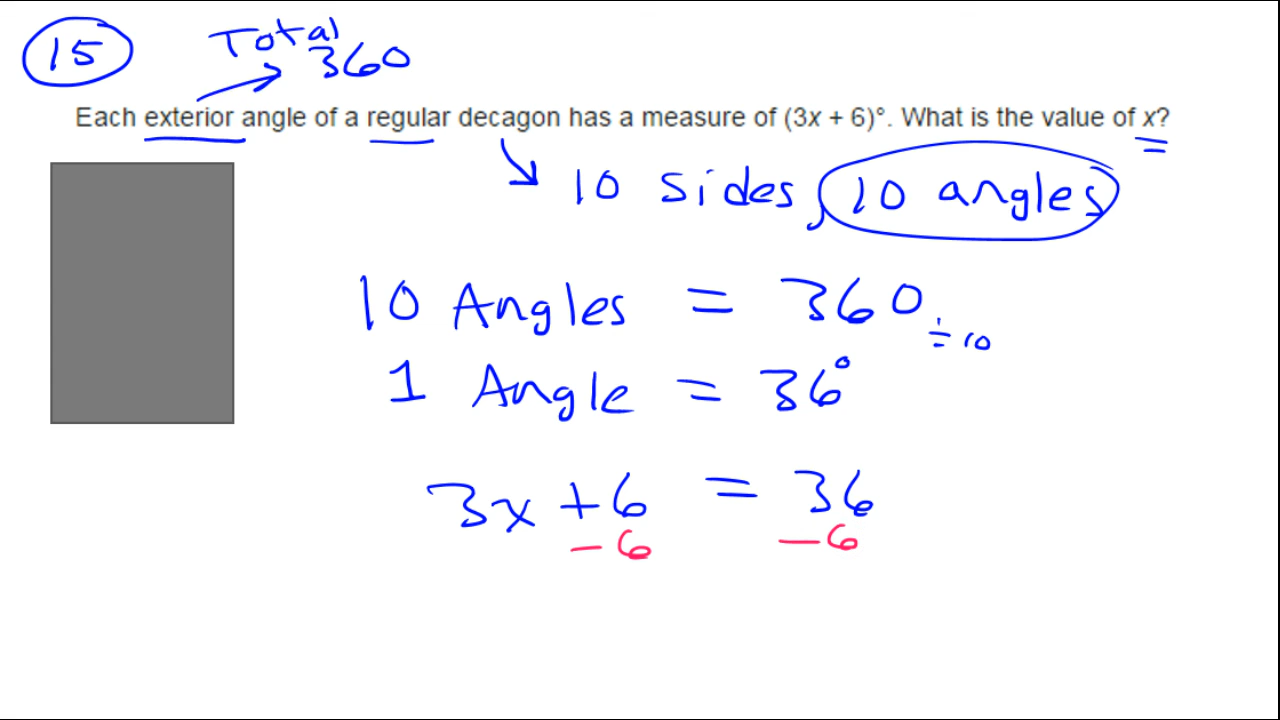 15 Total
360
Each exterior angle of a regular decagon has a measure of (3x + 6)°. What is the value of x?
10 sides, 10 angles
10 Angles = 360
÷ 10
1 Angle = 36°
3x + 6 = 36
- 6 - 6